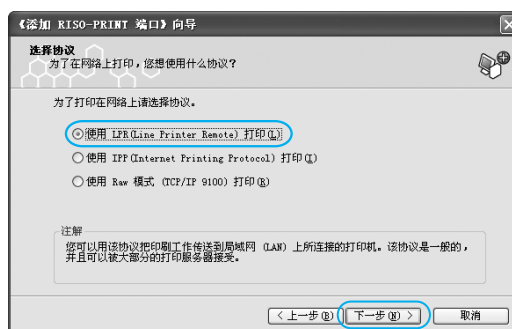 《添加 RISO-PRINT 端口》向导
选择协议
为了在网络上打印，您想使用什么协议？
为了打印在网络上请选择协议。
使用 LPR(Line Printer Remote) 打印(L)
使用 IPP(Internet Printing Protocol) 打印(I)
使用 Raw 模式 (TCP/IP 9100) 打印(R)
注解
您可以用该协议把印刷工作传送到局域网 (LAN) 上所连接的打印机。该协议是一般的，
并且可以被大部分的打印服务器接受。
< 上一步(B) 下一步(N) > 取消